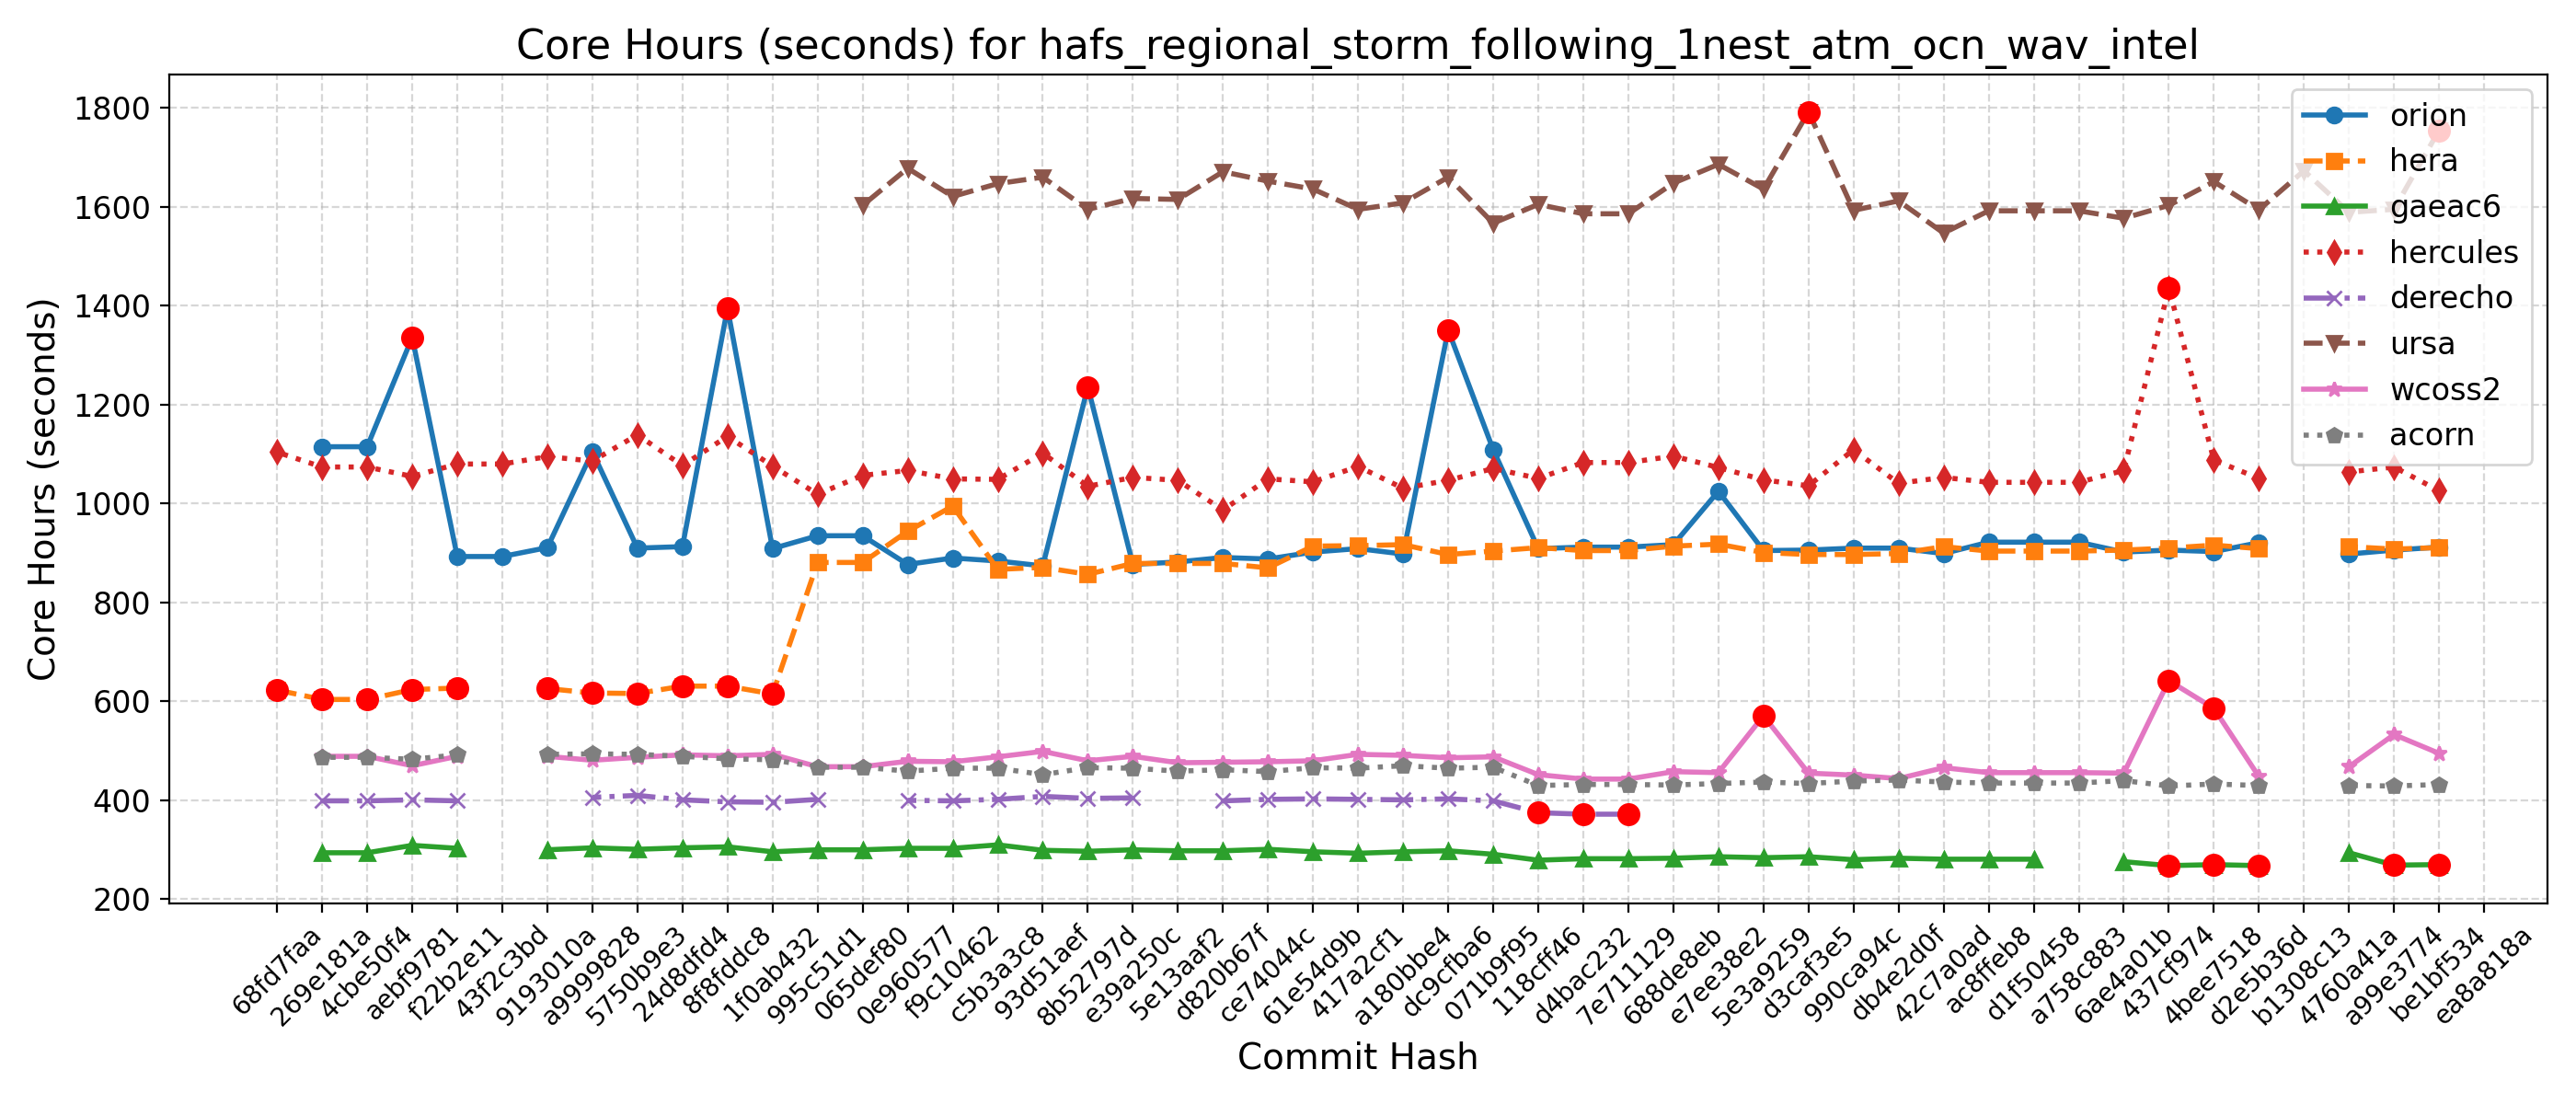 Core Hours (seconds) for hafs_regional_storm_following_1nest_atm_ocn_wav_intel
Core Hours (seconds)
1800
1600
1400
1200
1000
800
600
400
200
orion
hera
gaeac6
hercules
derecho
ursa
wcoss2
acorn
68fd7faa
269e181a
4cbe50f4
aebf9781
f22b2e11
43f2c3bd
9193010a
a9999828
5750b9e3
24d8dfd4
8f8fddc8
1f0ab432
995c51d1
065def80
0e960577
f9c10462
c5b3a3c8
93d51aef
8b52797d
e39a250c
5e13aaf2
d820b67f
ce74044c
61e54d9b
417a2cf1
a180bbe4
dc9cfba6
071b9f95
118cff46
d4bac232
7e711129
688de8eb
e7ee38e2
5e3a9259
d3caf3e5
990ca94c
db4e2d0f
42c7a0ad
ac8ffeb8
d1f50458
a758c883
6ae4a01b
437cf974
4bee7518
d2e5b36d
b1308c13
4760a41a
a99e3774
be1bf534
ea8a818a
Commit Hash